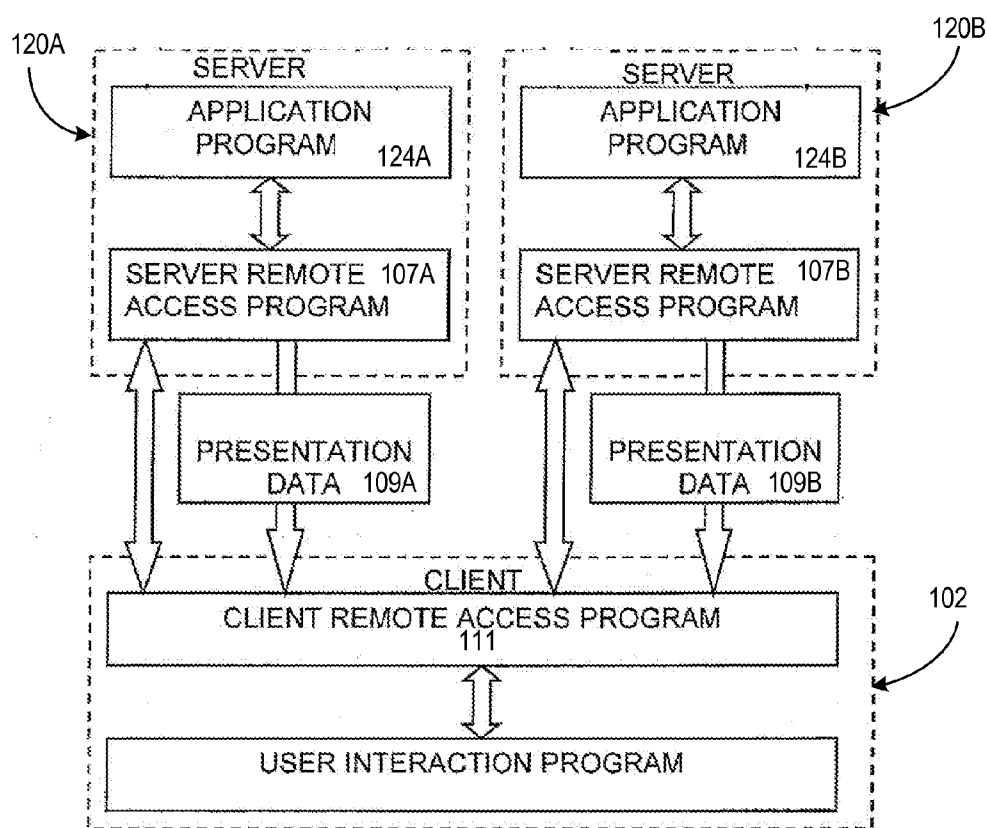 120A
120B
SERVER
APPLICATION
PROGRAM
124A
SERVER REMOTE
ACCESS PROGRAM
107A
PRESENTATION
DATA 109A
SERVER
APPLICATION
PROGRAM
124B
SERVER REMOTE
ACCESS PROGRAM
107B
PRESENTATION
DATA 109B
CLIENT
CLIENT REMOTE ACCESS PROGRAM
111
102
USER INTERACTION PROGRAM